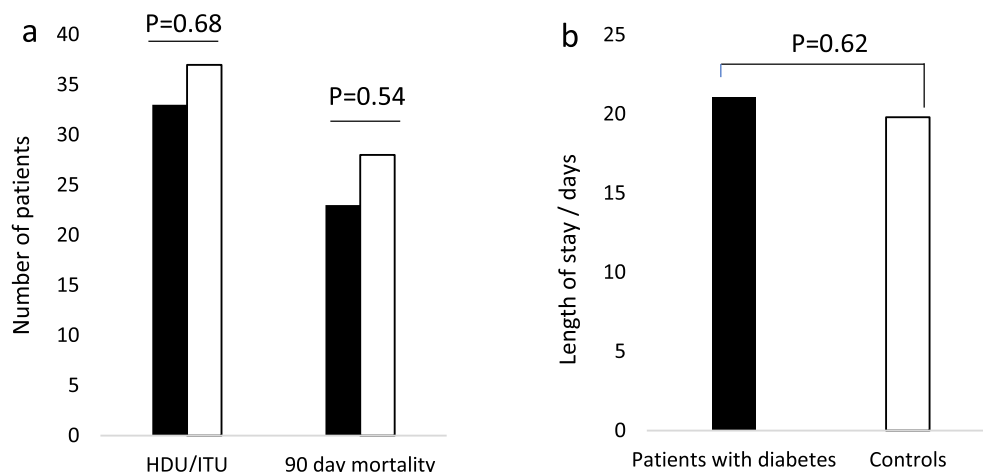 a
P=0.68
P=0.54
Number of patients
40
35
30
25
20
15
10
5
0
HDU/ITU
90 day mortality
b
P=0.62
Length of stay / days
25
20
15
10
5
0
Patients with diabetes
Controls